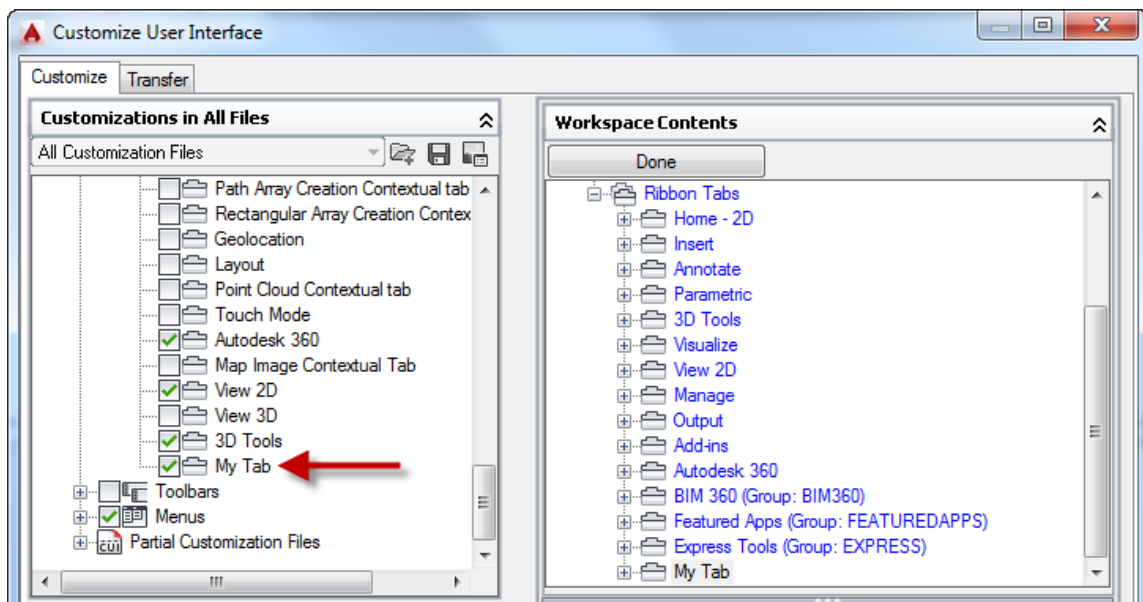 Customize User Interface
Customize Transfer
Customizations in All Files
All Customization Files
Path Array Creation Contextual tab
Rectangular Array Creation Contex
Geolocation
Layout
Point Cloud Contextual tab
Touch Mode
Autodesk 360
Map Image Contextual Tab
View 2D
View 3D
3D Tools
My Tab
Toolbars
Menus
CUI Partial Customization Files
Workspace Contents
Done
Ribbon Tabs
Home - 2D
Insert
Annotate
Parametric
3D Tools
Visualize
View 2D
Manage
Output
Add-ins
Autodesk 360
BIM 360 (Group: BIM360)
Featured Apps (Group: FEATUREDAPPS)
Express Tools (Group: EXPRESS)
My Tab